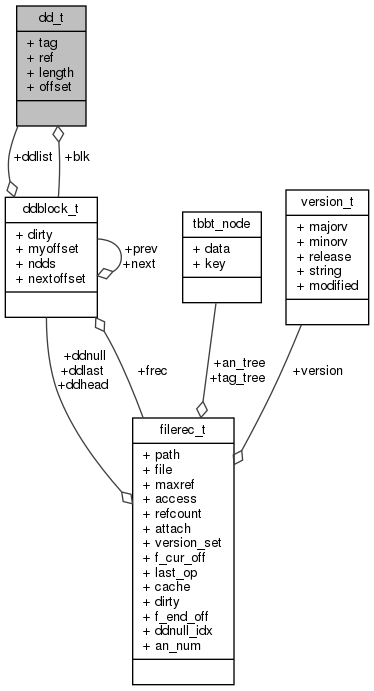 dd_t
+ tag
+ ref
+ length
+ offset
+ddlist
+blk
ddblock_t
+ dirty
+ myoffset
+ ndds
+ nextoffset
+prev
+next
tbbt_node
+ data
+ key
version_t
+ majorv
+ minorv
+ release
+ string
+ modified
+ddnull
+ddlast
+ddhead
+frec
+an_tree
+tag_tree
+version
filerec_t
+ path
+ file
+ maxref
+ access
+ refcount
+ attach
+ version_set
+ f_cur_off
+ last_op
+ cache
+ dirty
+ f_end_off
+ ddnull_idx
+ an_num